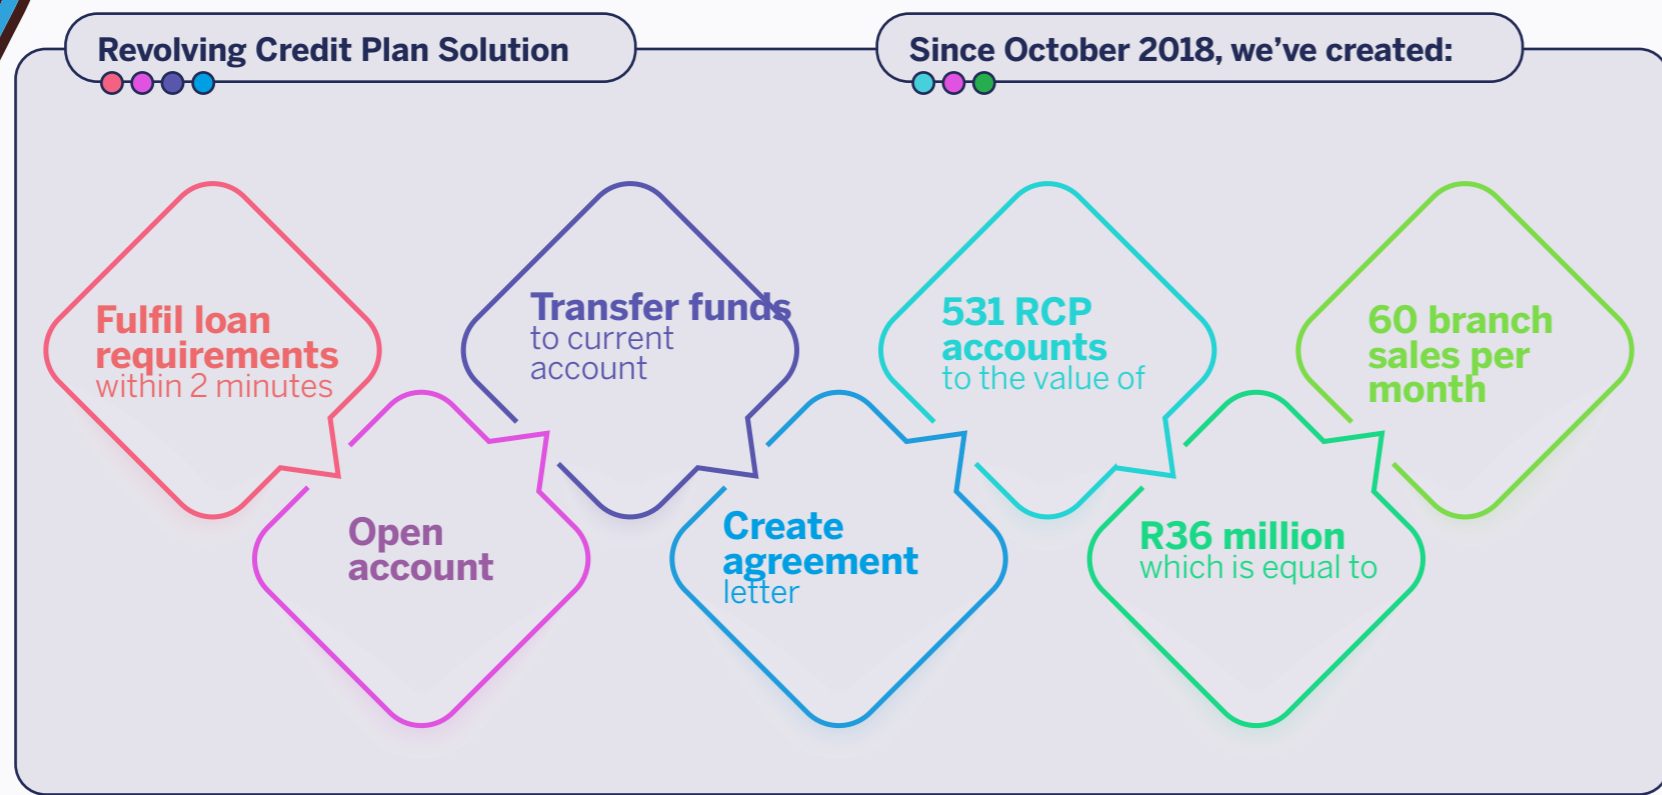 Revolving Credit Plan Solution
Since October 2018, we've created:
Fulfil loan
requirements
within 2 minutes
Open
account
Transfer funds
to current
account
Create
agreement
letter
531 RCP
accounts
to the value of
R36 million
which is equal to
60 branch
sales per
month